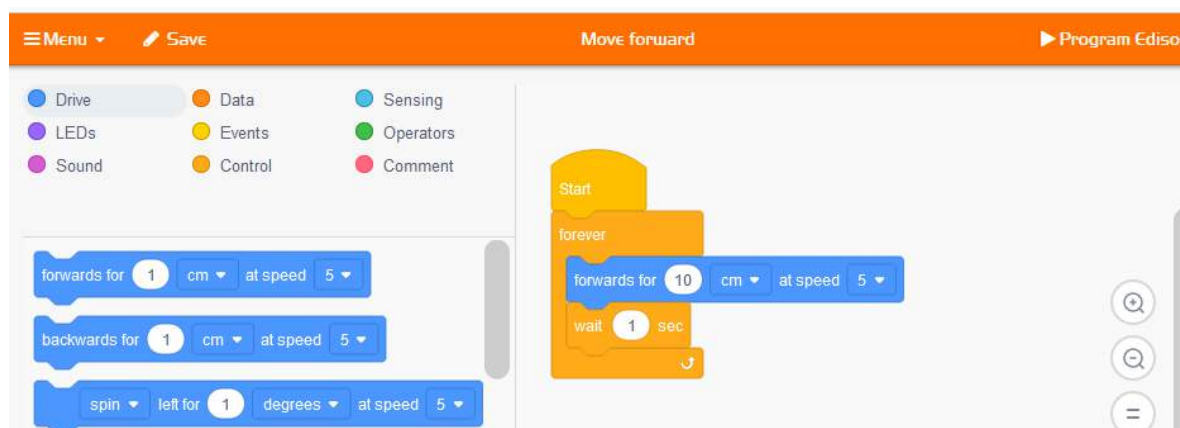 Menu Save Move forward Program Ediso
Drive Data Sensing
LEDs Events Operators
Sound Control Comment
forwards for 1 cm at speed 5
backwards for 1 cm at speed 5
spin left for 1 degrees at speed 5
Start
forever
forwards for 10 cm at speed 5
wait 1 sec